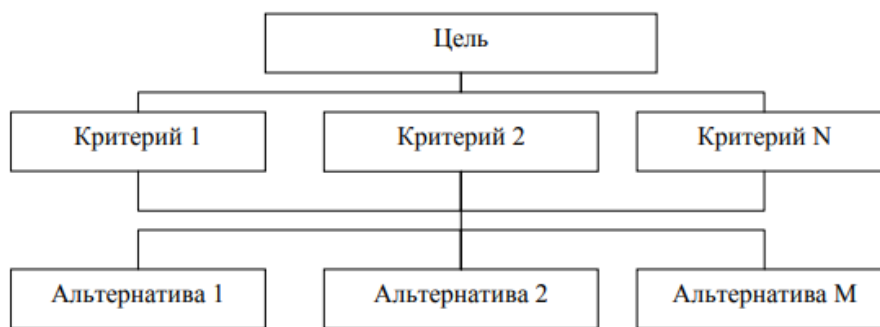 Цель
Критерий 1
Критерий 2
Критерий N
Альтернатива 1
Альтернатива 2
Альтернатива M